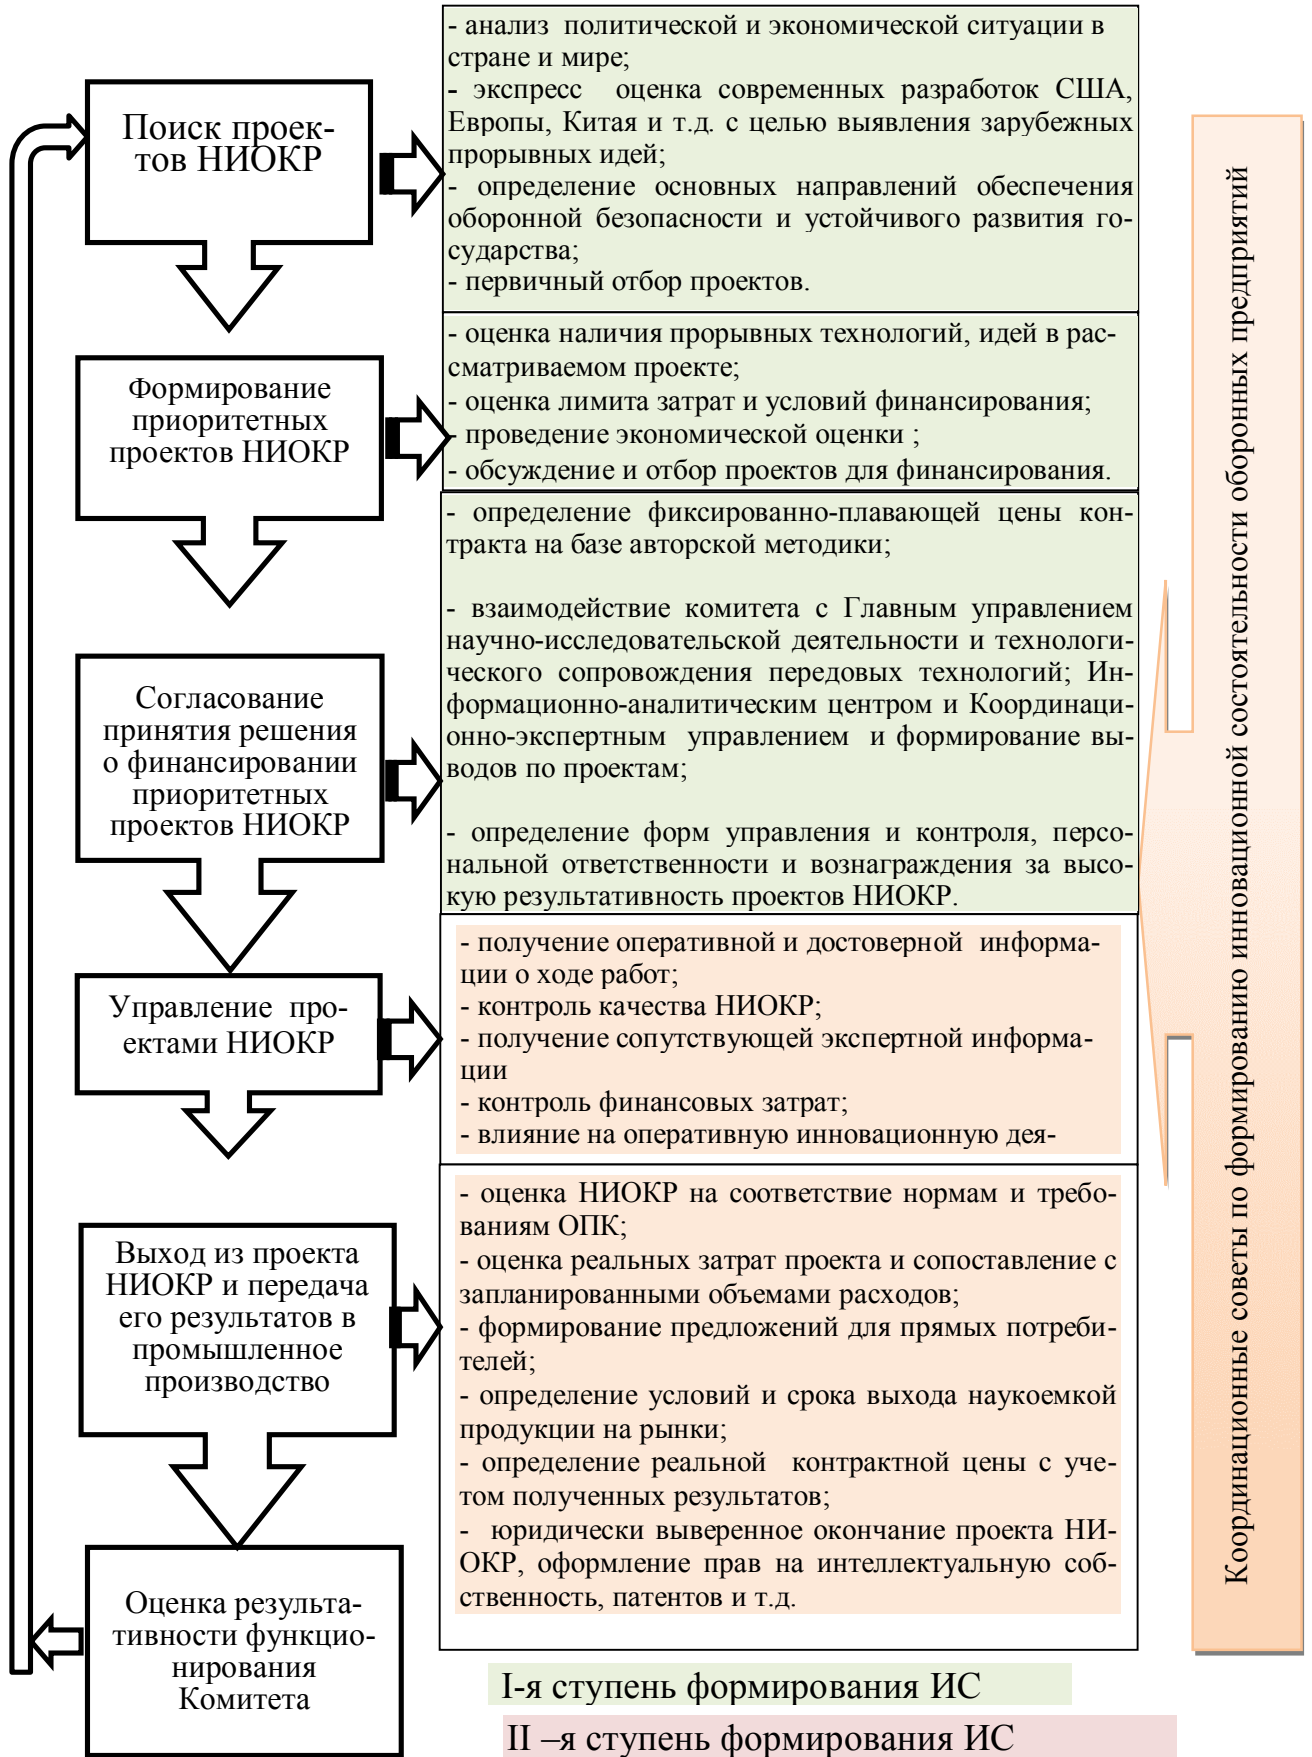 Поиск проек-
тов НИОКР
- анализ политической и экономической ситуации в
стране и мире;
- экспресс оценка современных разработок США,
Европы, Китая и т.д. с целью выявления зарубежных
прорывных идей;
- определение основных направлений обеспечения
оборонной безопасности и устойчивого развития го-
сударства;
- первичный отбор проектов.
Формирование
приоритетных
проектов НИОКР
- оценка наличия прорывных технологий, идей в рас-
сматриваемом проекте;
- оценка лимита затрат и условий финансирования;
- проведение экономической оценки ;
- обсуждение и отбор проектов для финансирования.
Согласование
принятия решения
о финансировании
приоритетных
проектов НИОКР
- определение фиксированно-плавающей цены кон-
тракта на базе авторской методики;
- взаимодействие комитета с Главным управлением
научно-исследовательской деятельности и технологи-
ческого сопровождения передовых технологий; Ин-
формационно-аналитическим центром и Координаци-
онно-экспертным управлением и формирование вы-
водов по проектам;
- определение форм управления и контроля, персо-
нальной ответственности и вознаграждения за высо-
кую результативность проектов НИОКР.
Управление про-
ектами НИОКР
- получение оперативной и достоверной информа-
ции о ходе работ;
- контроль качества НИОКР;
- получение сопутствующей экспертной информа-
ции
- контроль финансовых затрат;
- влияние на оперативную инновационную дея-
Выход из проекта
НИОКР и передача
его результатов в
промышленное
производство
- оценка НИОКР на соответствие нормам и требо-
ваниям ОПК;
- оценка реальных затрат проекта и сопоставление с
запланированными объемами расходов;
- формирование предложений для прямых потреби-
телей;
- определение условий и срока выхода наукоемкой
продукции на рынки;
- определение реальной контрактной цены с уче-
том полученных результатов;
- юридически выверенное окончание проекта НИ-
ОКР, оформление прав на интеллектуальную соб-
ственность, патентов и т.д.
Оценка результа-
тивности функцио-
нирования
Комитета
I-я ступень формирования ИС
II –я ступень формирования ИС
Координационные советы по формированию инновационной состоятельности оборонных предприятий